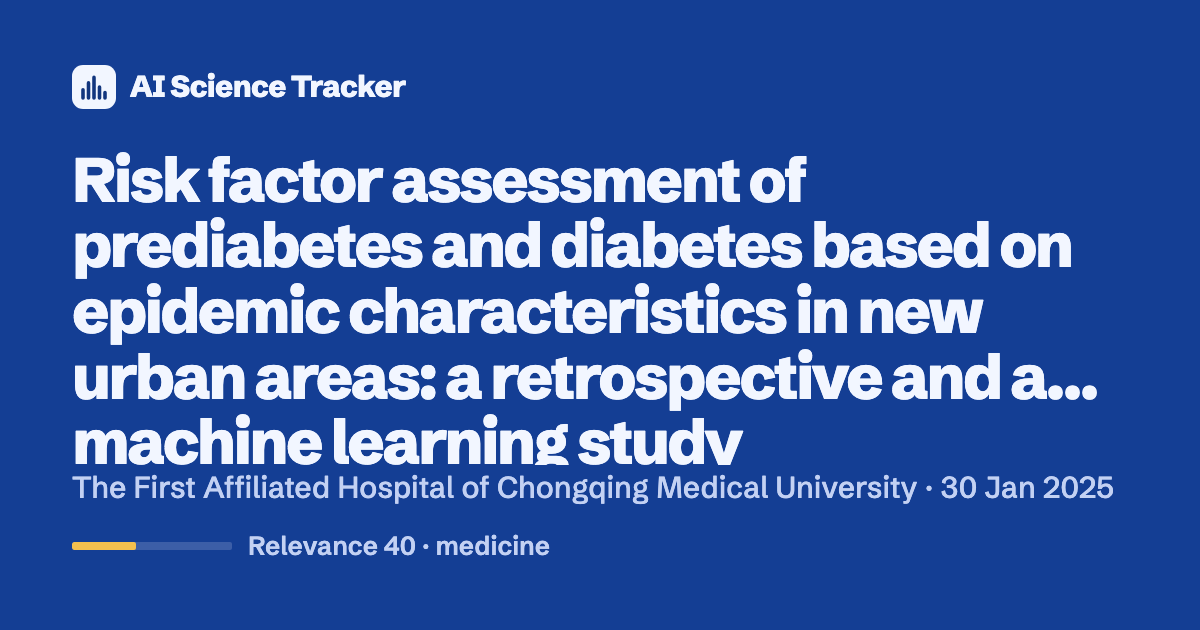 AI Science Tracker
Risk factor assessment of
prediabetes and diabetes based on
epidemic characteristics in new
urban areas: a retrospective and a...
machine learning study
The First Affiliated Hospital of Chongqing Medical University · 30 Jan 2025
Relevance 40 · medicine